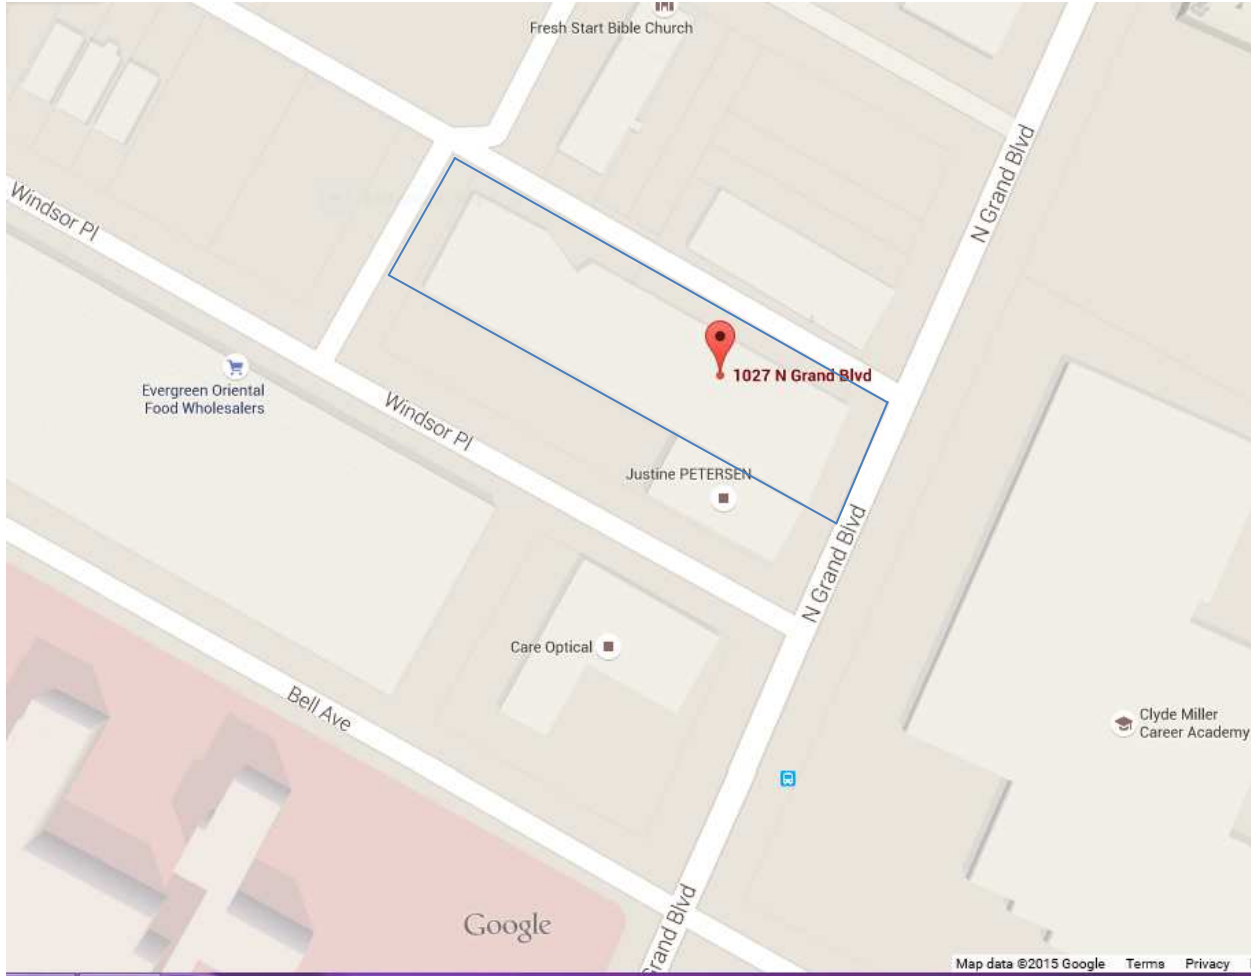 Fresh Start Bible Church
N Grand Blvd
Windsor Pl
1027 N Grand Blvd
Evergreen Oriental
Food Wholesalers
Windsor Pl
Justine PETERSEN
N Grand Blvd
Care Optical
Bell Ave
Clyde Miller
Career Academy
Google
Grand Blvd
Map data ©2015 Google Terms Privacy